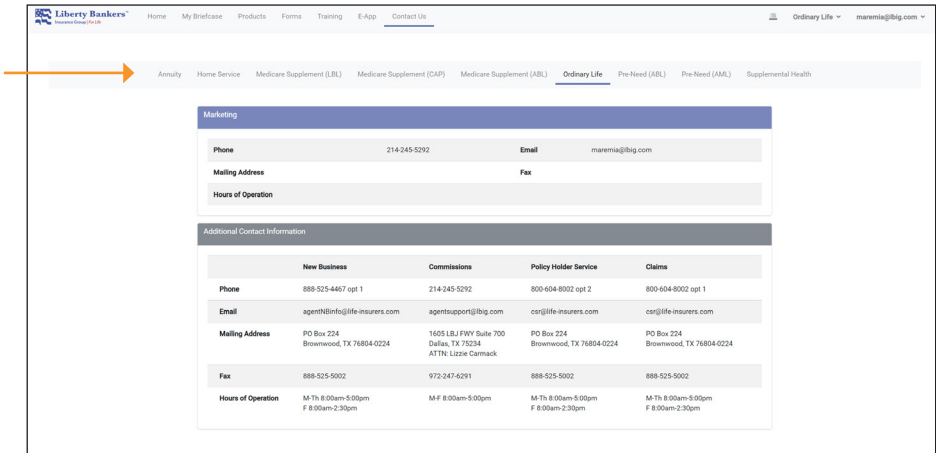 Liberty Bankers™
Insurance Group | For Life
Home My Briefcase Products Forms Training E-App Contact Us
Ordinary Life maremia@lbig.com
Annuity Home Service Medicare Supplement (LBL) Medicare Supplement (CAP) Medicare Supplement (ABL) Ordinary Life Pre-Need (ABL) Pre-Need (AML) Supplemental Health
Marketing
Phone 214-245-5292 Email maremia@lbig.com
Mailing Address Fax
Hours of Operation
Additional Contact Information
New Business Commissions Policy Holder Service Claims
Phone 888-525-4467 opt 1 214-245-5292 800-604-8002 opt 2 800-604-8002 opt 1
Email agentNBinfo@life-insurers.com agentsupport@lbig.com csr@life-insurers.com csr@life-insurers.com
Mailing Address PO Box 224 1605 LBJ FWY Suite 700 PO Box 224 PO Box 224
Brownwood, TX 76804-0224 Dallas, TX 75234 Brownwood, TX 76804-0224 Brownwood, TX 76804-0224
ATTN: Lizzie Carmack
Fax 888-525-5002 972-247-6291 888-525-5002 888-525-5002
Hours of Operation M-Th 8:00am-5:00pm M-F 8:00am-5:00pm M-Th 8:00am-5:00pm M-Th 8:00am-5:00pm
F 8:00am-2:30pm F 8:00am-2:30pm F 8:00am-2:30pm